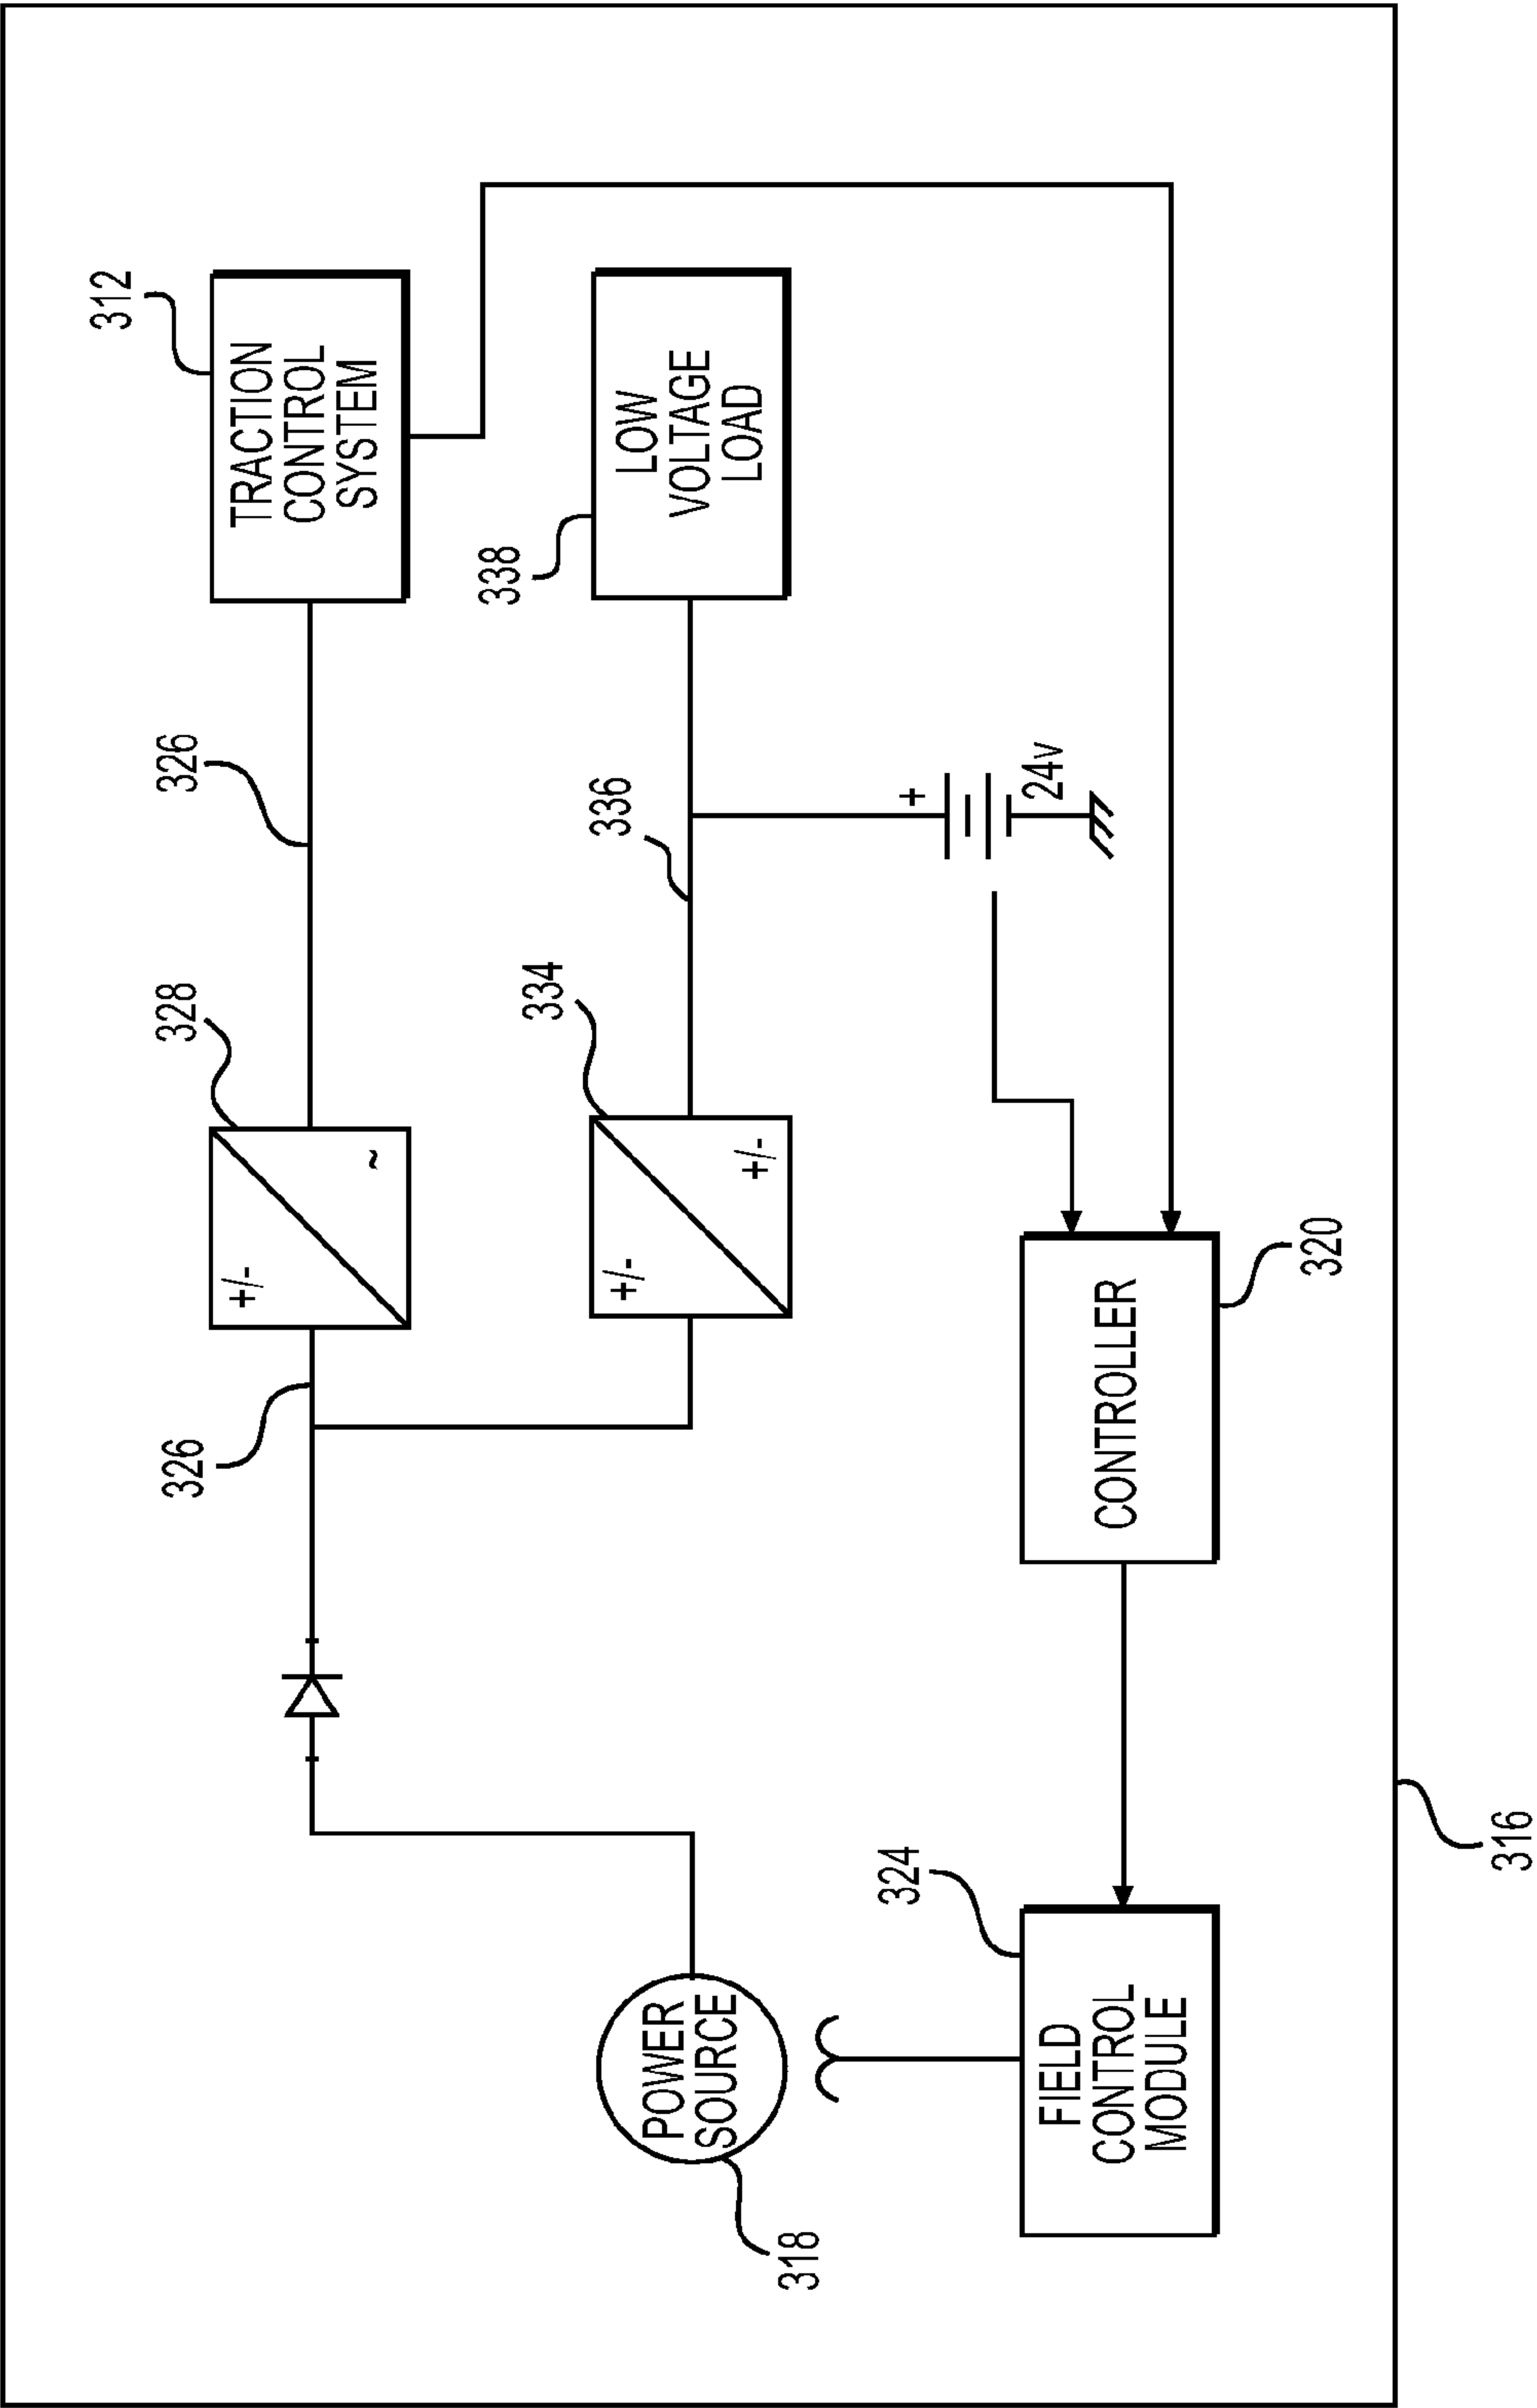 312
TRACTION
CONTROL
SYSTEM
326
328
+/-
~
326
338
LOW
VOLTAGE
LOAD
336
334
+/-
+/-
+
24v
POWER
SOURCE
318
324
FIELD
CONTROL
MODULE
CONTROLLER
320
316